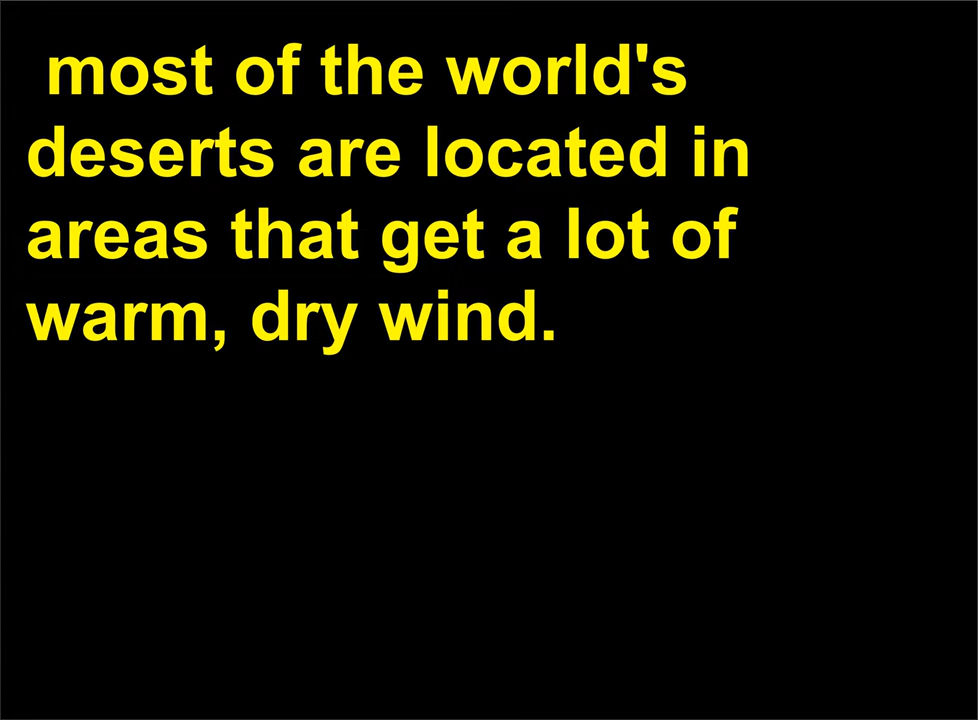 most of the world's
deserts are located in
areas that get a lot of
warm, dry wind.